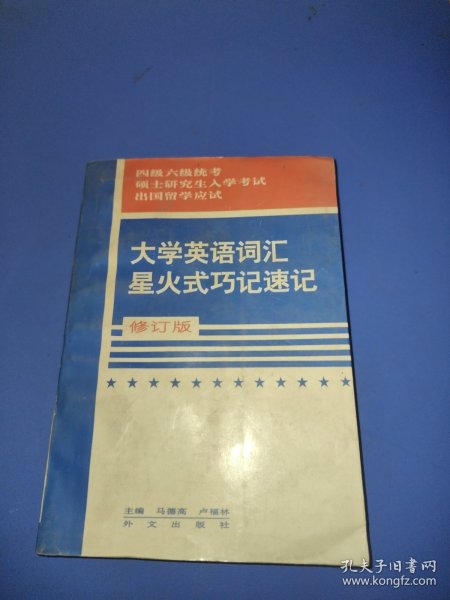 四级六级统考
硕士研究生入学考试
出国留学应试
大学英语词汇
星火式巧记速记
修订版
主编 马德高 卢福林
外文出版社
孔夫子旧书网
www.kongfz.com